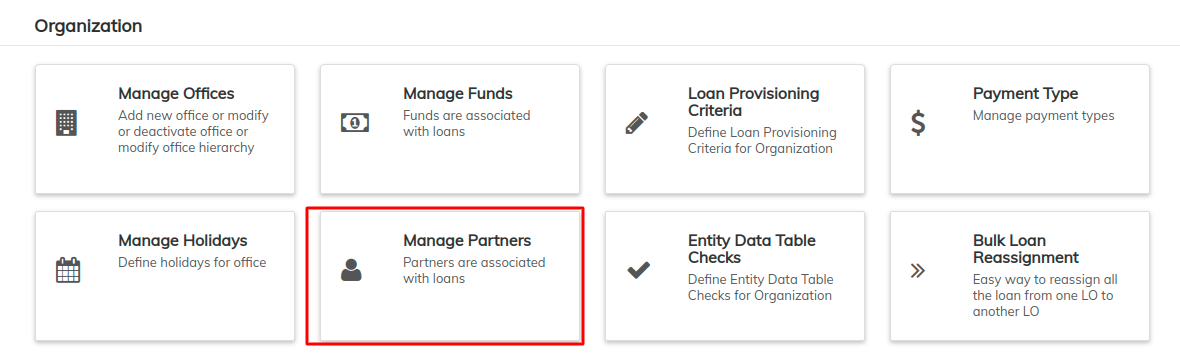 Organization
Manage Offices
Add new office or modify
or deactivate office or
modify office hierarchy
Manage Funds
Funds are associated
with loans
Loan Provisioning
Criteria
Define Loan Provisioning
Criteria for Organization
Payment Type
Manage payment types
Manage Holidays
Define holidays for office
Manage Partners
Partners are associated
with loans
Entity Data Table
Checks
Define Entity Data Table
Checks for Organization
Bulk Loan
Reassignment
Easy way to reassign all
the loan from one LO to
another LO